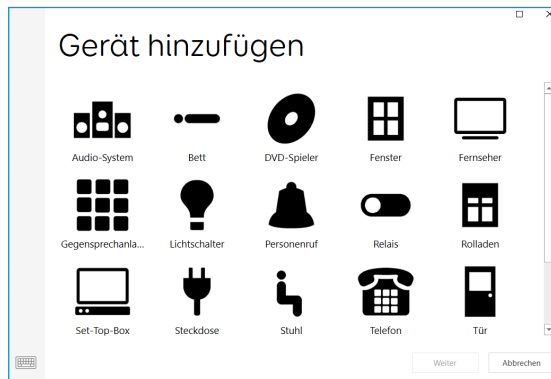 Gerät hinzufügen
Audio-System Bett DVD-Spieler Fenster Fernseher
Gegensprechanla... Lichtschalter Personenruf Relais Rolladen
Set-Top-Box Steckdose Stuhl Telefon Tür
Weiter Abbrechen